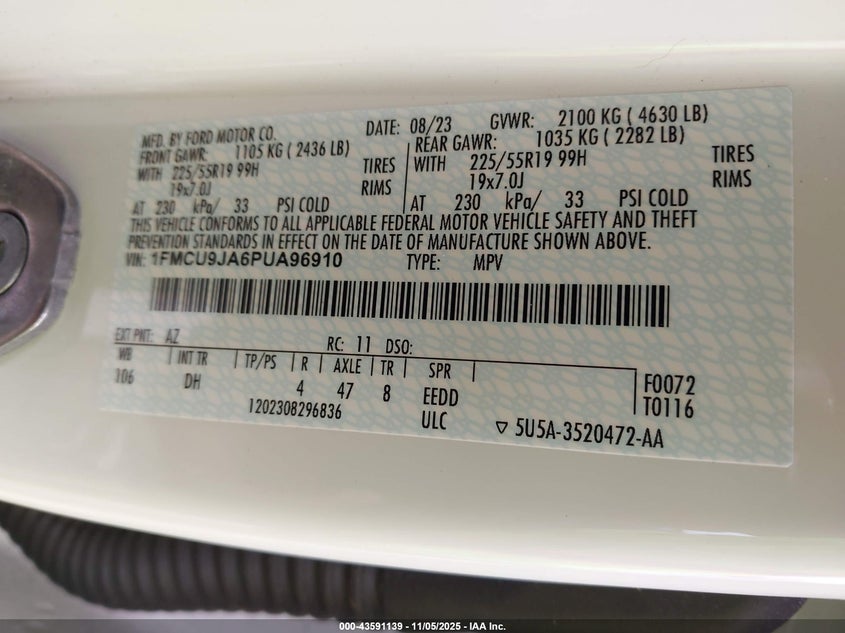 MFD. BY FORD MOTOR CO. DATE: 08/23 GVWR: 2100 KG ( 4630 LB)
FRONT GAWR: 1105 KG ( 2436 LB) REAR GAWR: 1035 KG ( 2282 LB)
WITH 225/55R19 99H TIRES WITH 225/55R19 99H TIRES
19x7.0J RIMS 19x7.0J RIMS
AT 230 kPa/ 33 PSI COLD AT 230 kPa/ 33 PSI COLD
THIS VEHICLE CONFORMS TO ALL APPLICABLE FEDERAL MOTOR VEHICLE SAFETY AND THEFT
PREVENTION STANDARDS IN EFFECT ON THE DATE OF MANUFACTURE SHOWN ABOVE.
VIN: 1FMCU9JA6PUA96910 TYPE: MPV
EXT PNT: AZ RC: 11 DSO:
WB INT TR TP/PS R AXLE TR SPR
106 DH 4 47 8 EEDD F0072
1202308296836 ULC T0116
▽ 5U5A-3520472-AA
000-43591139 - 11/05/2025 - IAA Inc.